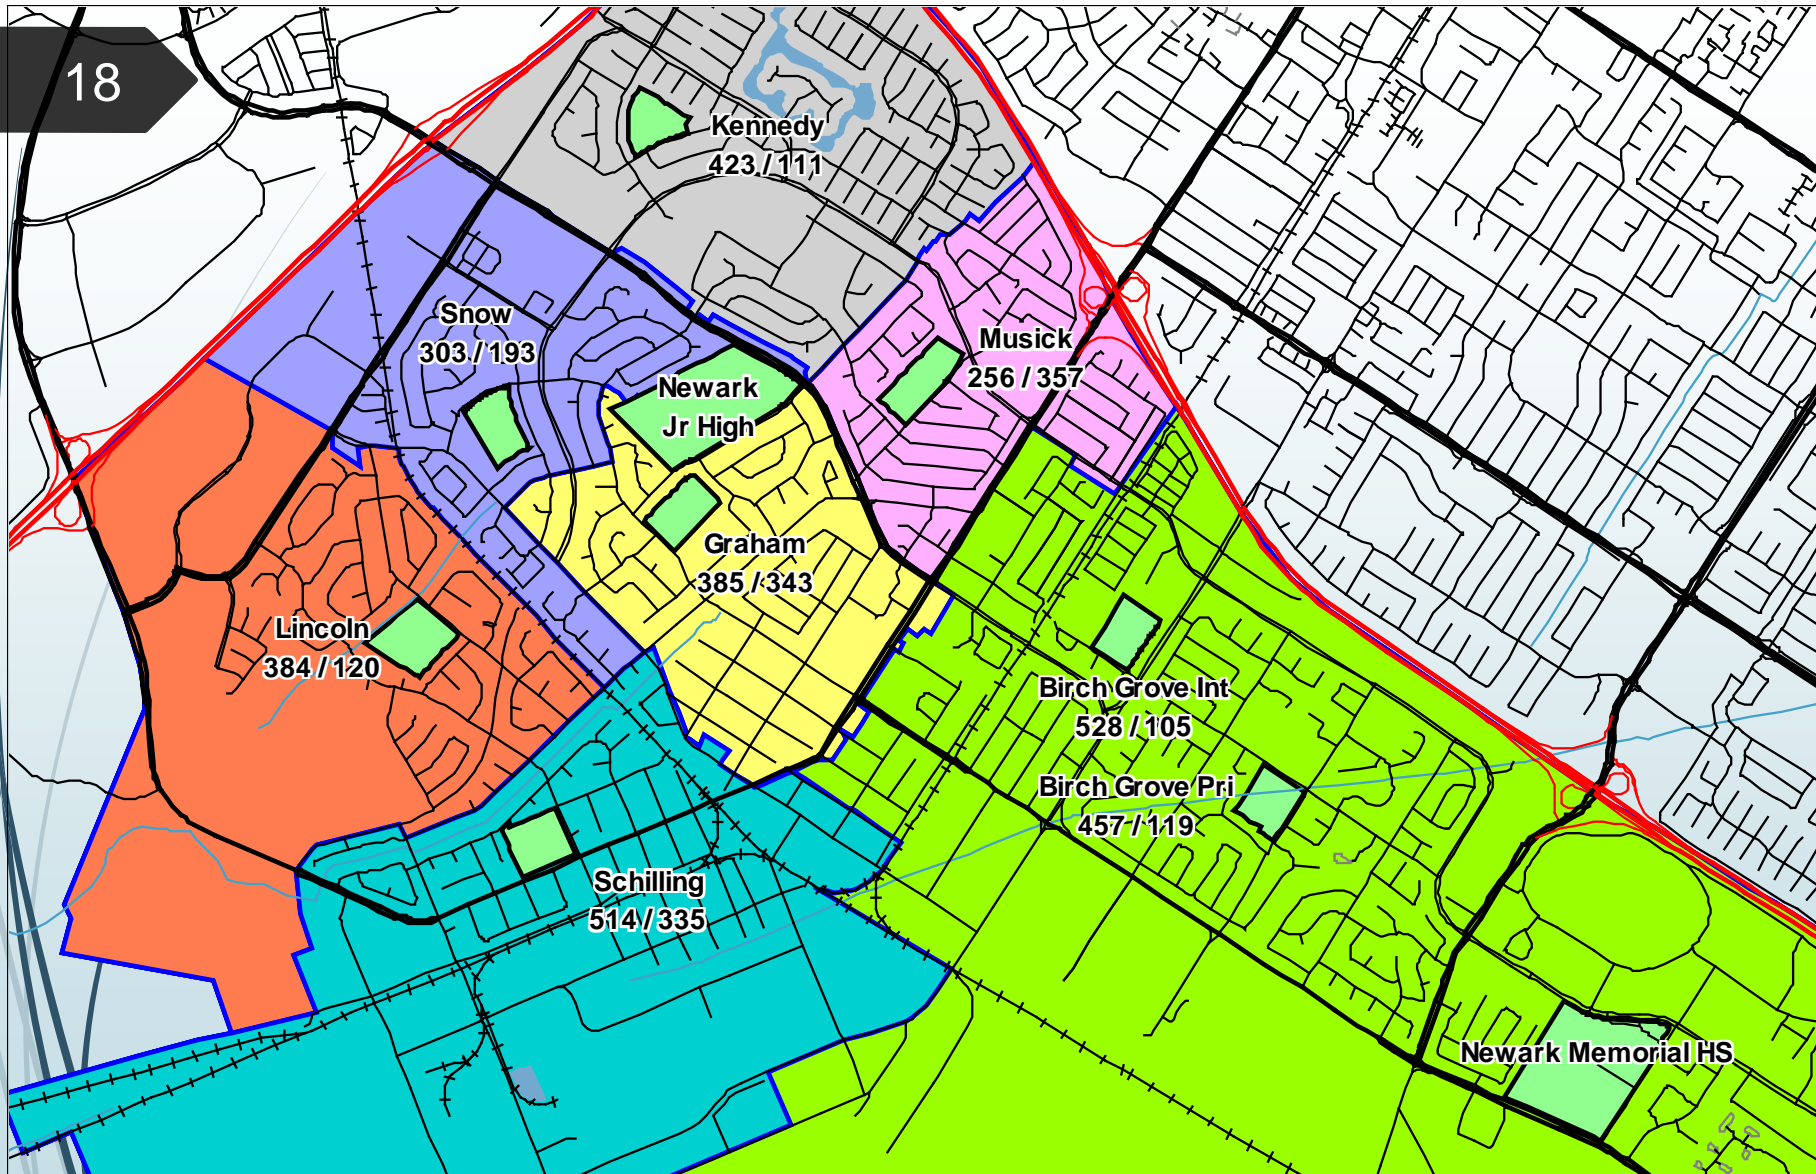 18
Kennedy
423 / 111
Snow
303 / 193
Musick
256 / 357
Newark
Jr High
Graham
385 / 343
Lincoln
384 / 120
Birch Grove Int
528 / 105
Birch Grove Pri
457 / 119
Schilling
514 / 335
Newark Memorial HS